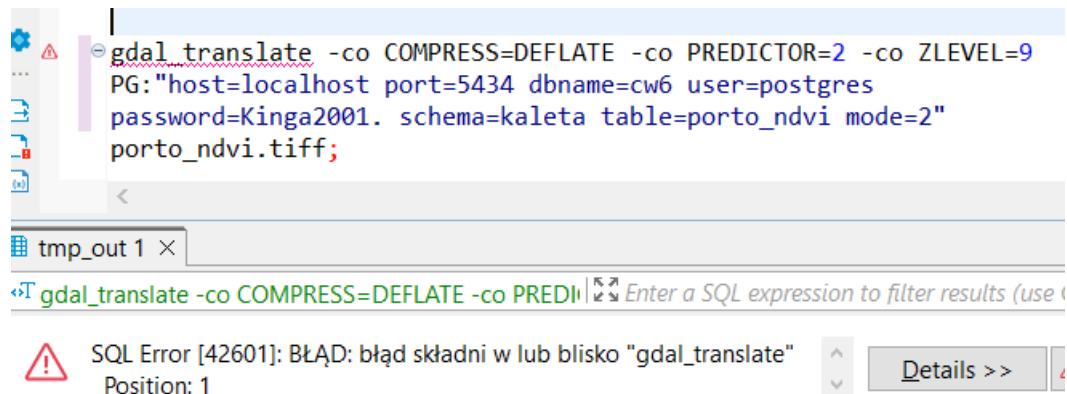 gdal_translate -co COMPRESS=DEFLATE -co PREDICTOR=2 -co ZLEVEL=9
PG:"host=localhost port=5434 dbname=cw6 user=postgres
password=Kinga2001. schema=kaleta table=porto_ndvi mode=2"
porto_ndvi.tiff;
tmp_out 1
gdal_translate -co COMPRESS=DEFLATE -co PREDI
Enter a SQL expression to filter results (use
SQL Error [42601]: BŁĄD: błąd składni w lub blisko "gdal_translate"
Position: 1
Details >>